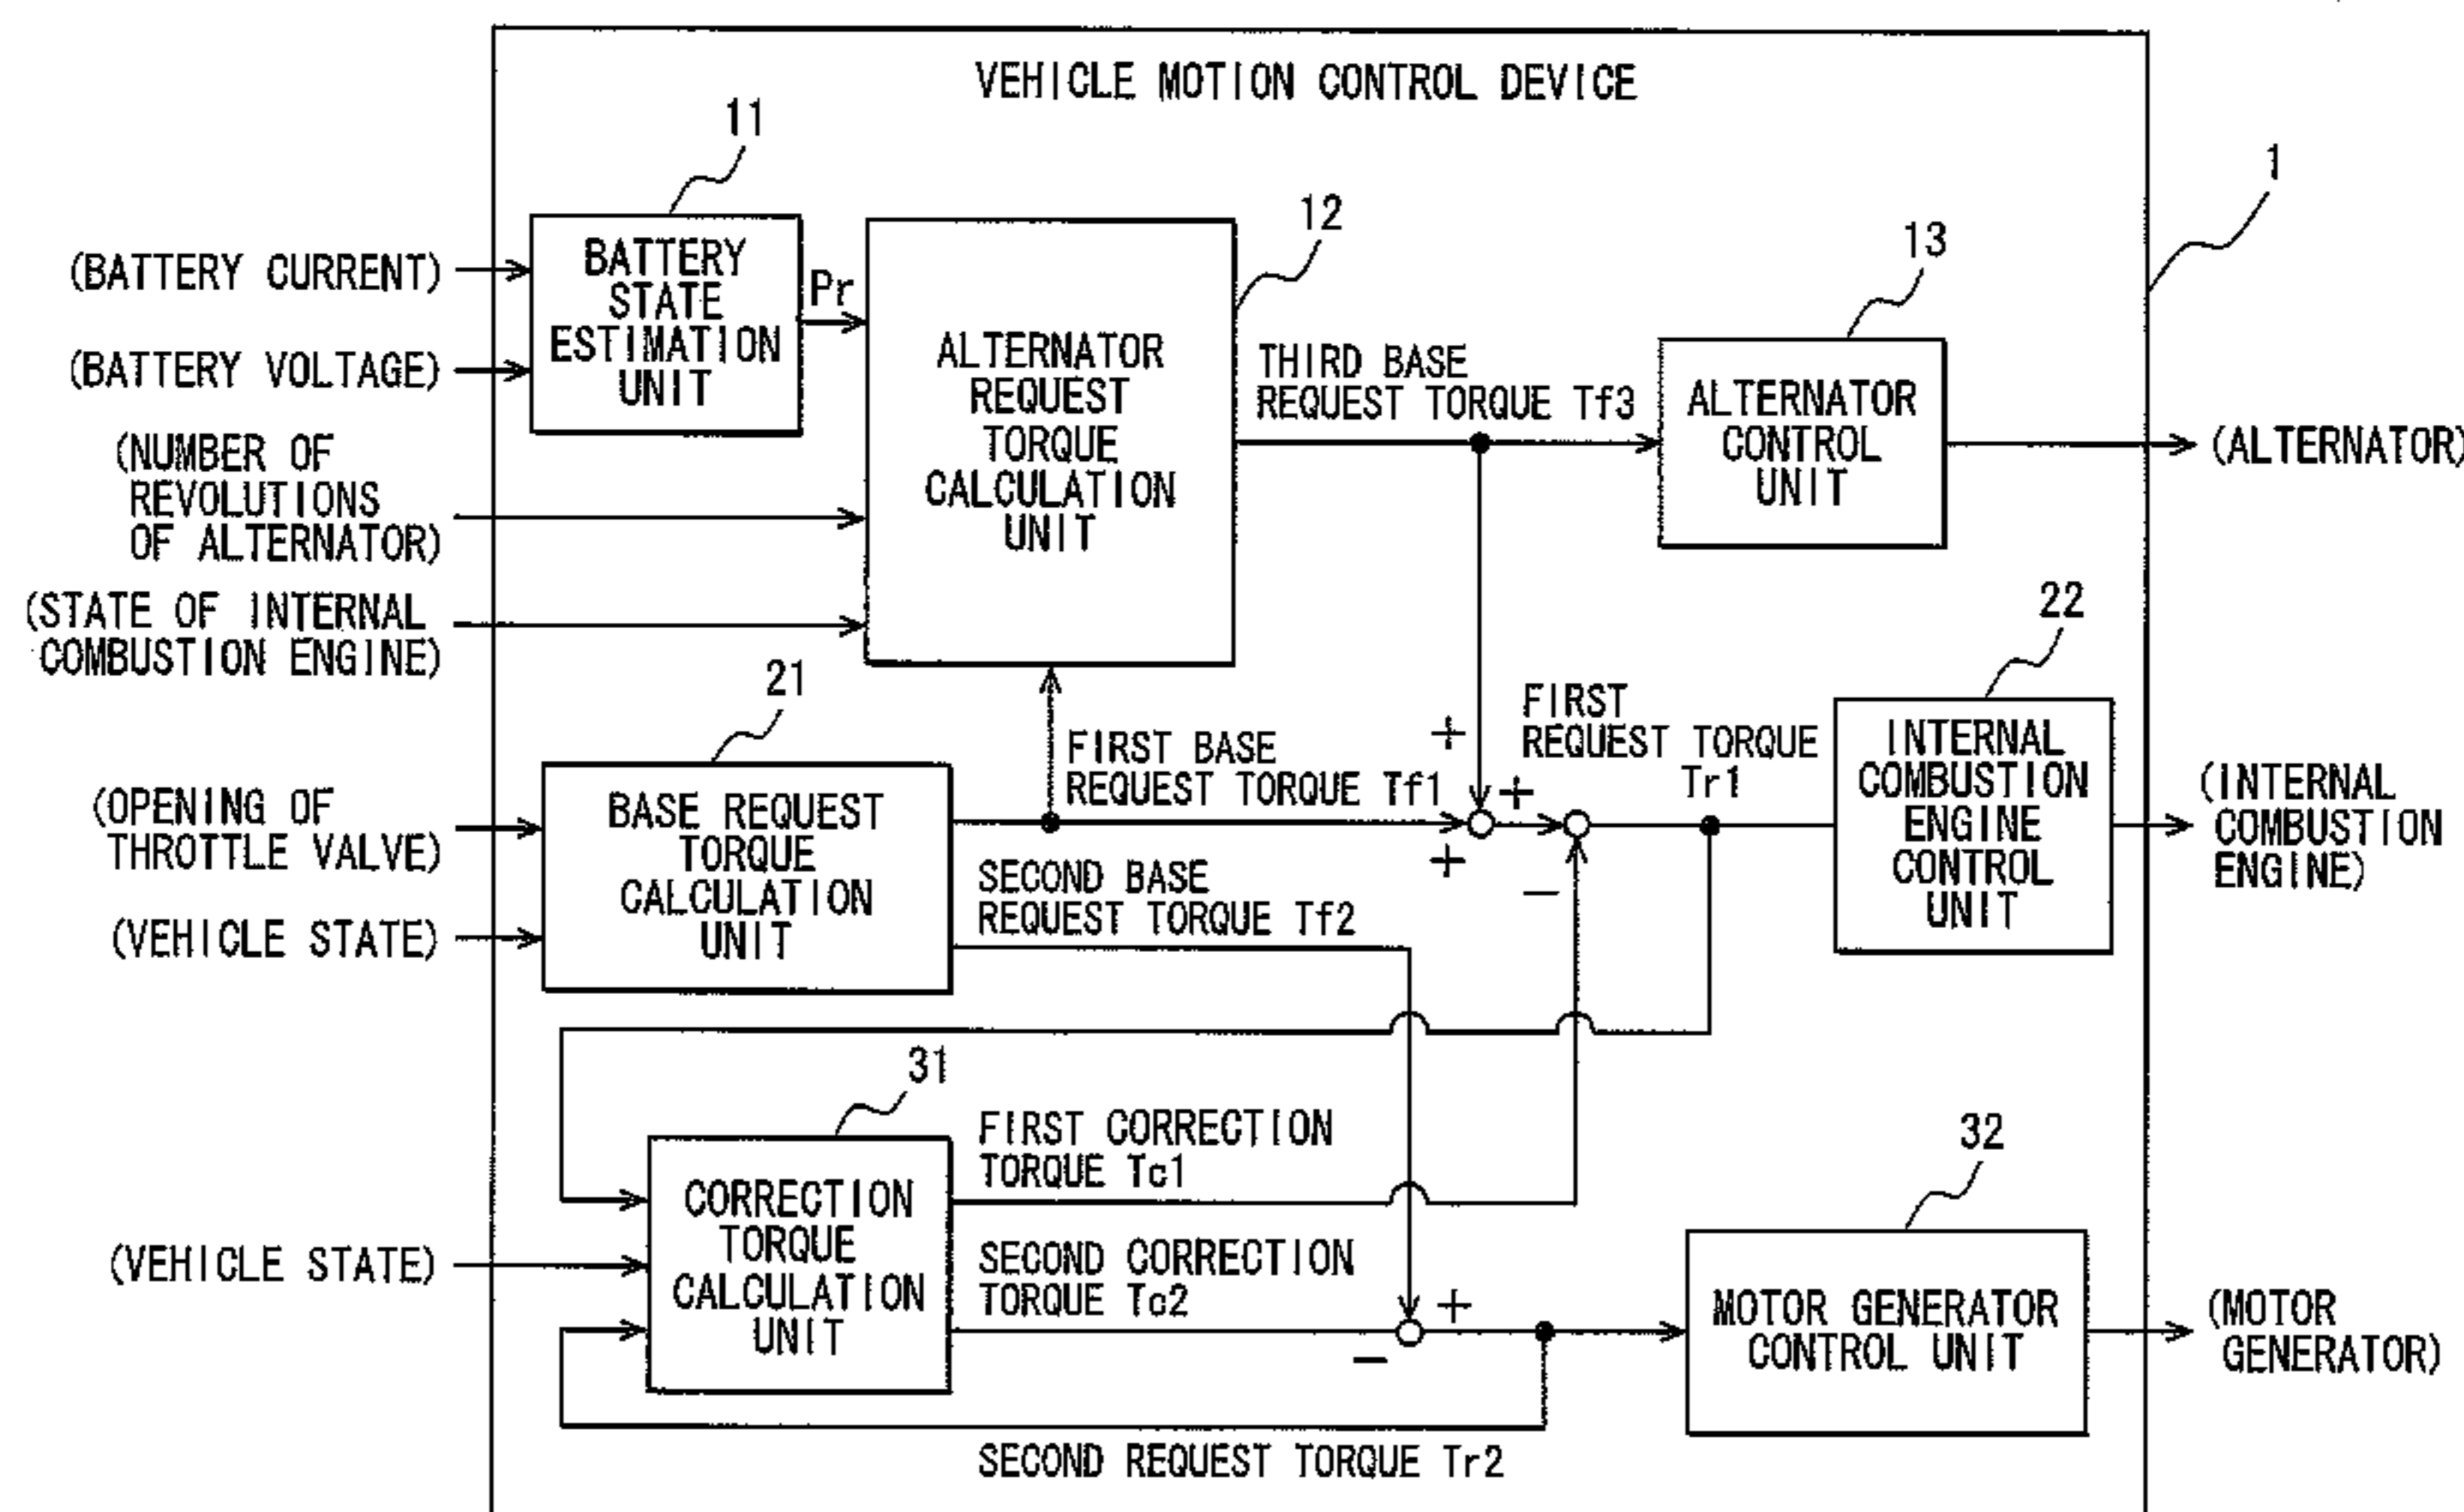 VEHICLE MOTION CONTROL DEVICE
1
11
BATTERY
STATE
ESTIMATION
UNIT
(BATTERY CURRENT)
(BATTERY VOLTAGE)
Pr
12
ALTERNATOR
REQUEST
TORQUE
CALCULATION
UNIT
(NUMBER OF
REVOLUTIONS
OF ALTERNATOR)
(STATE OF INTERNAL
COMBUSTION ENGINE)
THIRD BASE
REQUEST TORQUE Tf3
13
ALTERNATOR
CONTROL
UNIT
(ALTERNATOR)
21
BASE REQUEST
TORQUE
CALCULATION
UNIT
(OPENING OF
THROTTLE VALVE)
(VEHICLE STATE)
FIRST BASE
REQUEST TORQUE Tf1
SECOND BASE
REQUEST TORQUE Tf2
+
+
+
−
FIRST
REQUEST TORQUE
Tr1
22
INTERNAL
COMBUSTION
ENGINE
CONTROL
UNIT
(INTERNAL
COMBUSTION
ENGINE)
31
CORRECTION
TORQUE
CALCULATION
UNIT
(VEHICLE STATE)
FIRST CORRECTION
TORQUE Tc1
SECOND CORRECTION
TORQUE Tc2
+
−
32
MOTOR GENERATOR
CONTROL UNIT
(MOTOR
GENERATOR)
SECOND REQUEST TORQUE Tr2